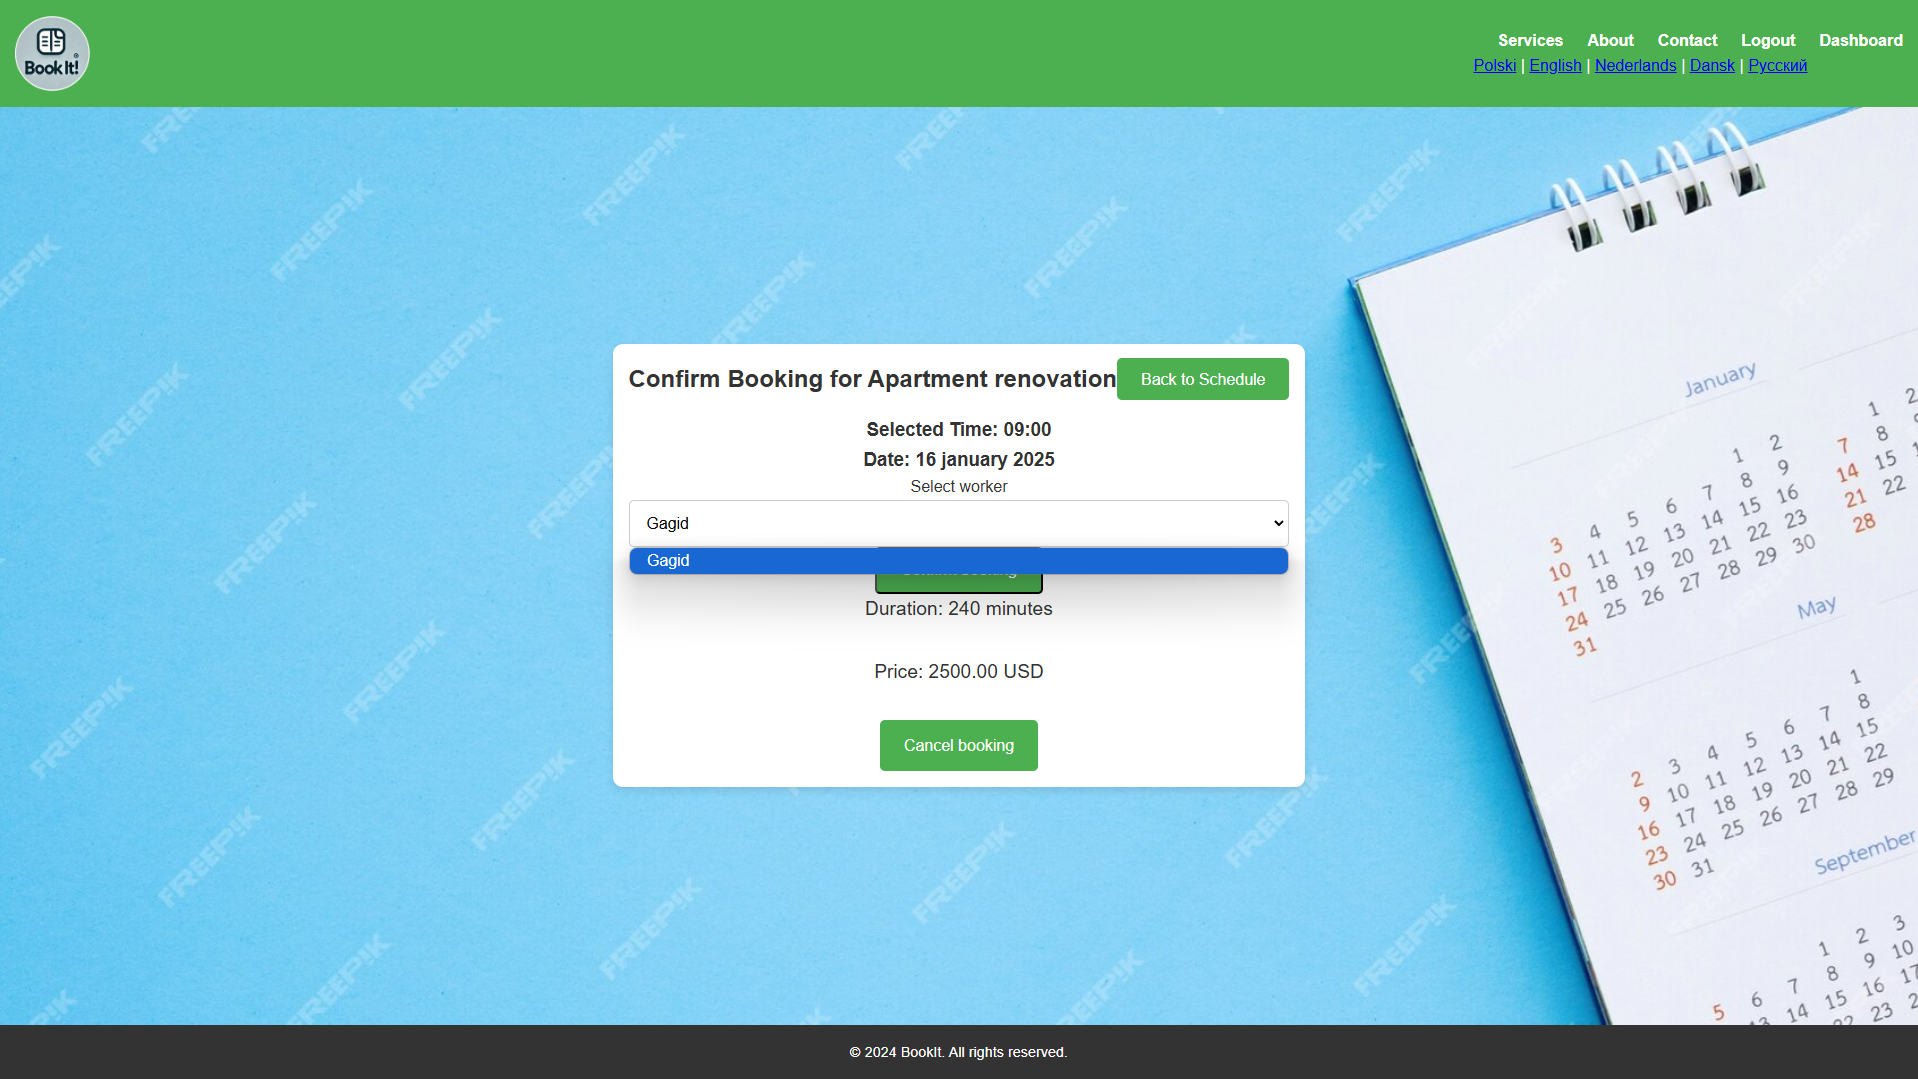 Book It!
Services About Contact Logout Dashboard
Polski | English | Nederlands | Dansk | Русский
Confirm Booking for Apartment renovation
Back to Schedule
Selected Time: 09:00
Date: 16 january 2025
Select worker
Gagid
Gagid
Duration: 240 minutes
Price: 2500.00 USD
Cancel booking
January
1 2
3 4 5 6 7 8 9
10 11 12 13 14 15 16
17 18 19 20 21 22 23
24 25 26 27 28 29 30
31
1
7 8
14 15
21 22
28
May
1
2 3 4 5 6 7 8
9 10 11 12 13 14 15
16 17 18 19 20 21 22
23 24 25 26 27 28 29
30 31
September
1 2 3
5 6 7 8 9 10
14 15 16
23
FREEPIK
© 2024 BookIt. All rights reserved.